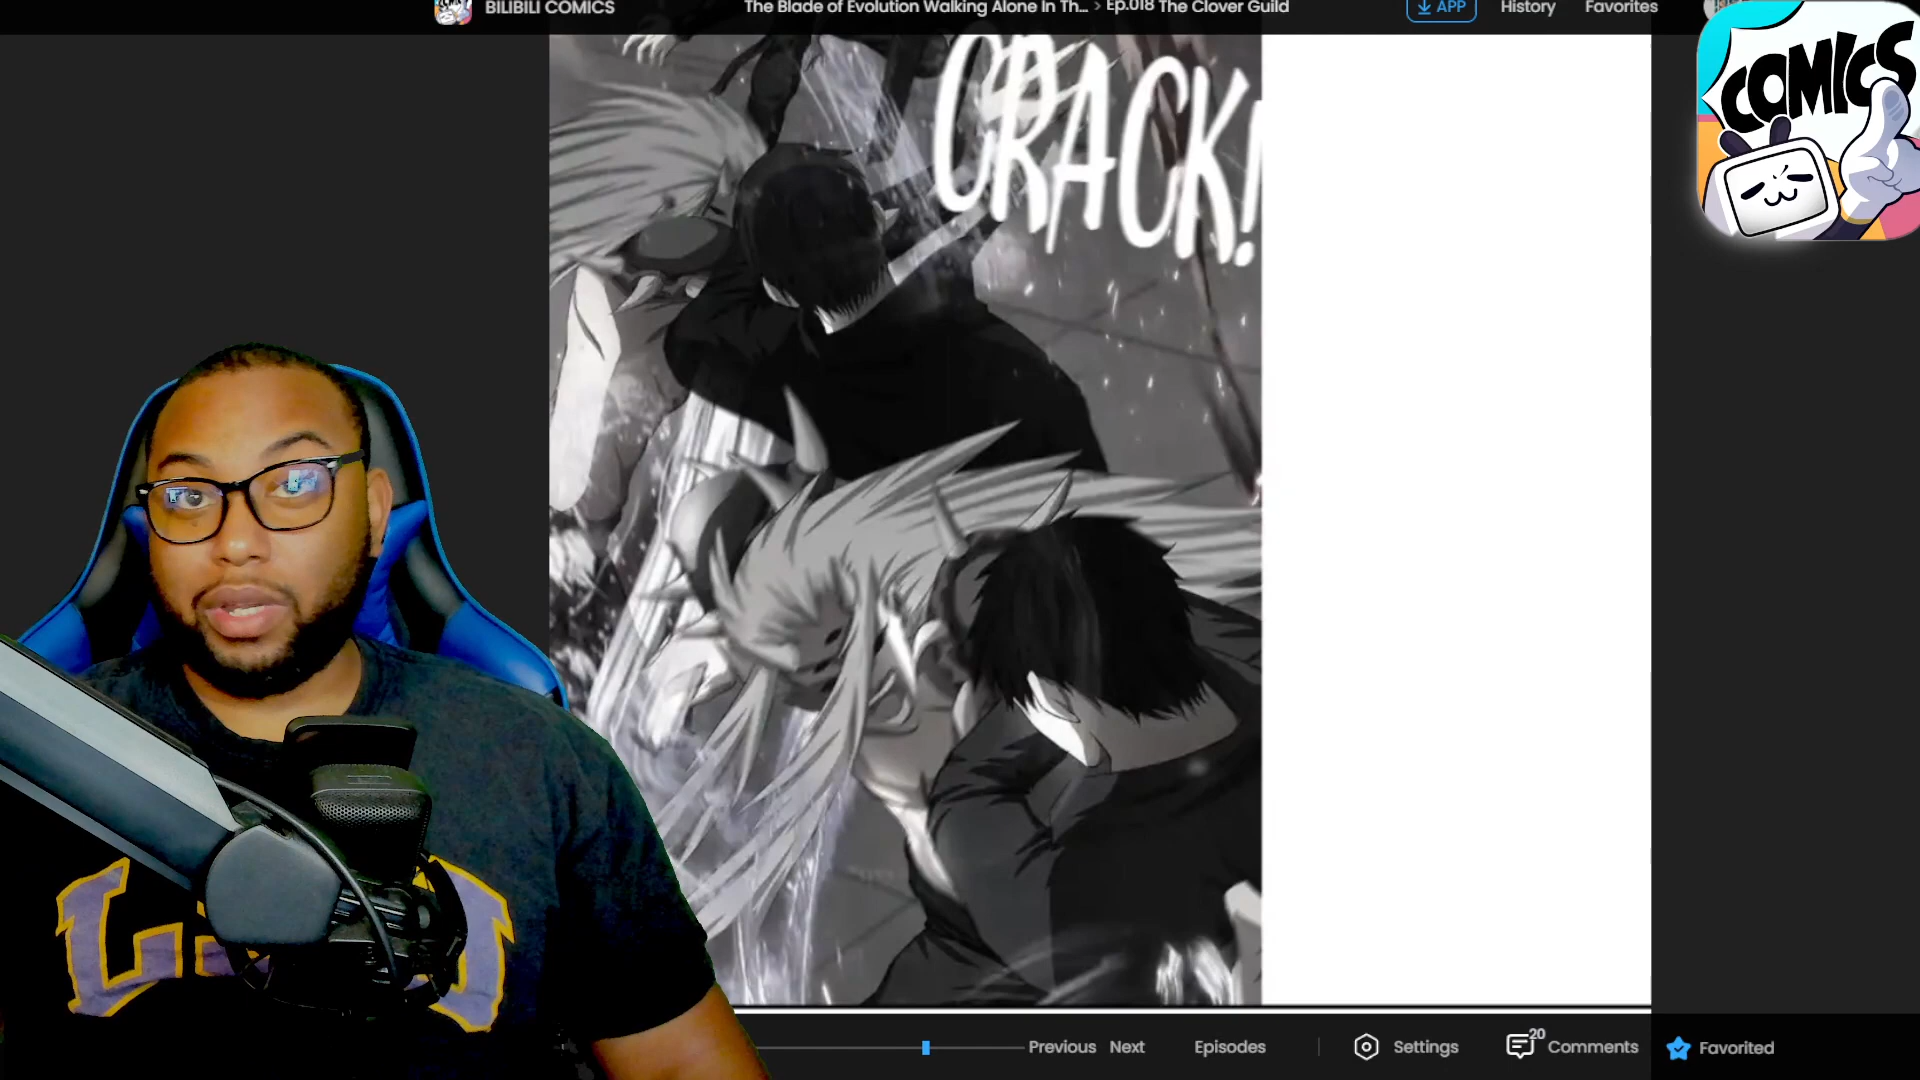 BILIBILI COMICS
The Blade of Evolution Walking Alone In Th... > Ep.018 The Clover Guild
APP
History
Favorites
COMICS
CRACK!
Previous
Next
Episodes
Settings
20
Comments
Favorited